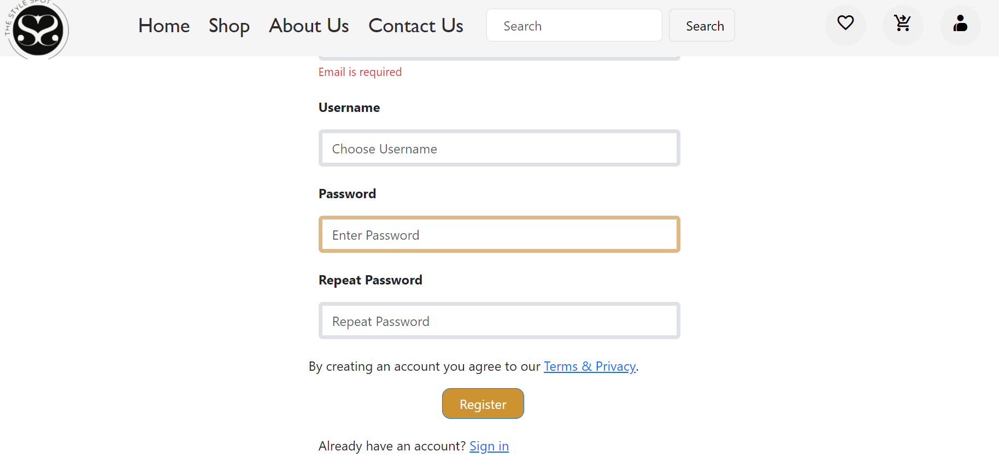 THE STYLE SPOT
Home Shop About Us Contact Us Search Search
Email is required
Username
Choose Username
Password
Enter Password
Repeat Password
Repeat Password
By creating an account you agree to our Terms & Privacy.
Register
Already have an account? Sign in